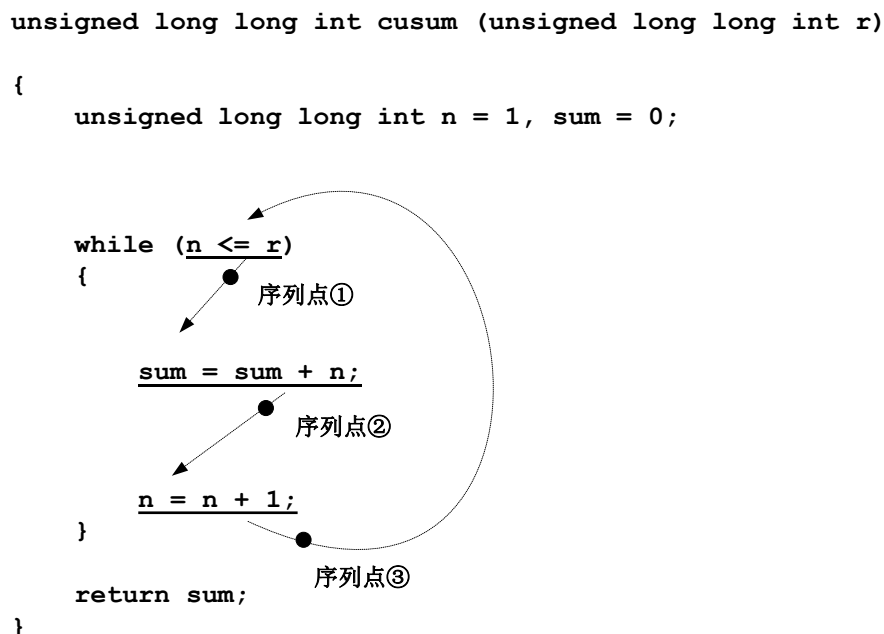 unsigned long long int cusum (unsigned long long int r)
{
unsigned long long int n = 1, sum = 0;
while (n <= r)
{
序列点①
sum = sum + n;
序列点②
n = n + 1;
}
序列点③
return sum;
}